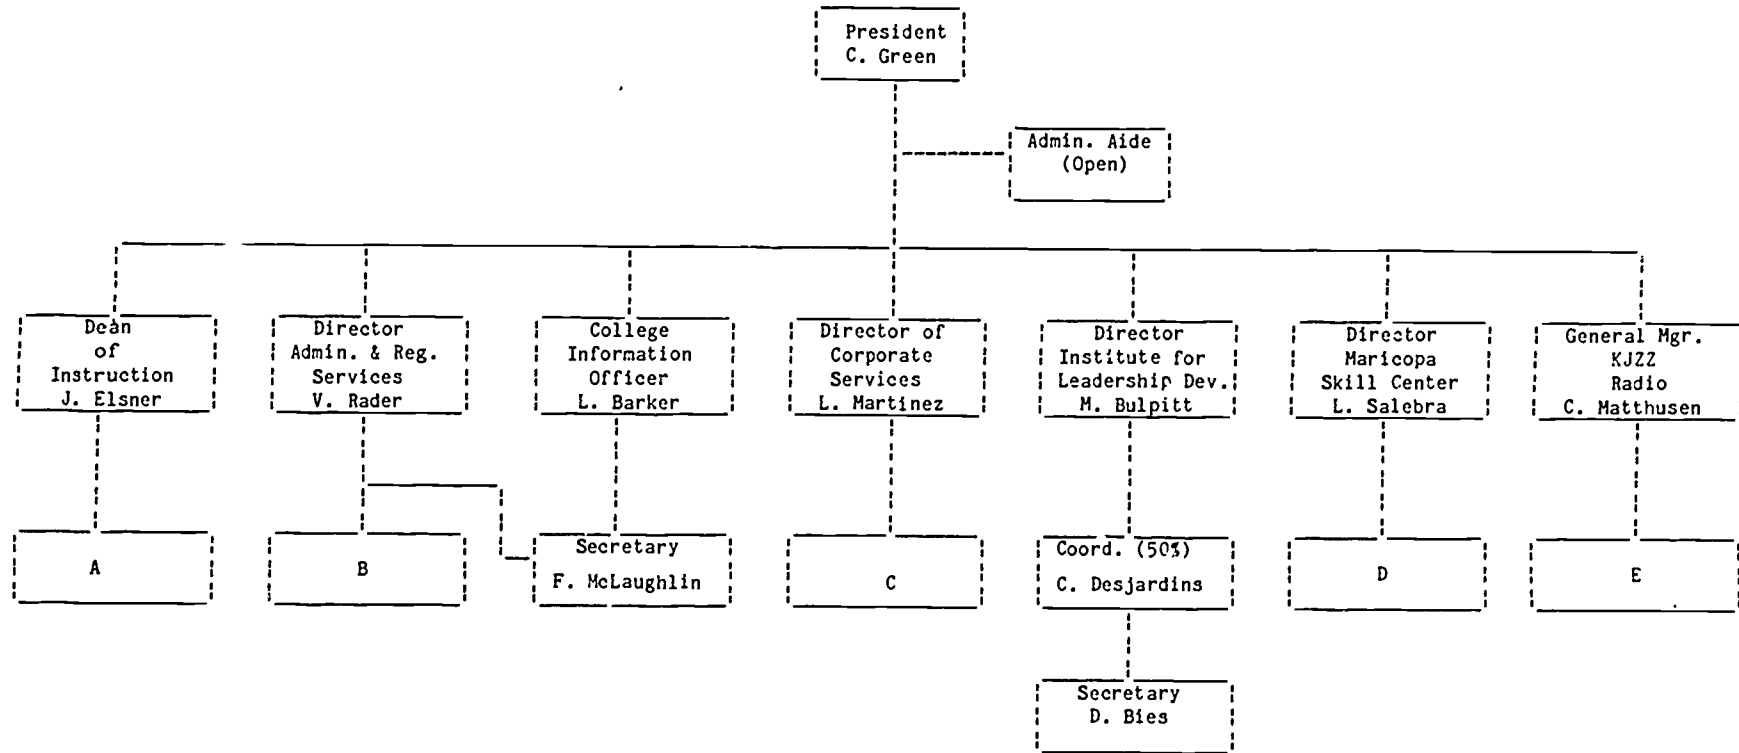 President
C. Green
Admin. Aide
(Open)
Dean
of
Instruction
J. Elsner
Director
Admin. & Reg.
Services
V. Rader
College
Information
Officer
L. Barker
Director of
Corporate
Services
L. Martinez
Director
Institute for
Leadership Dev.
M. Bulpitt
Director
Maricopa
Skill Center
L. Salebra
General Mgr.
KJZZ
Radio
C. Matthusen
A
B
Secretary
F. McLaughlin
C
Coord. (50%)
C. Desjardins
D
E
Secretary
D. Bies